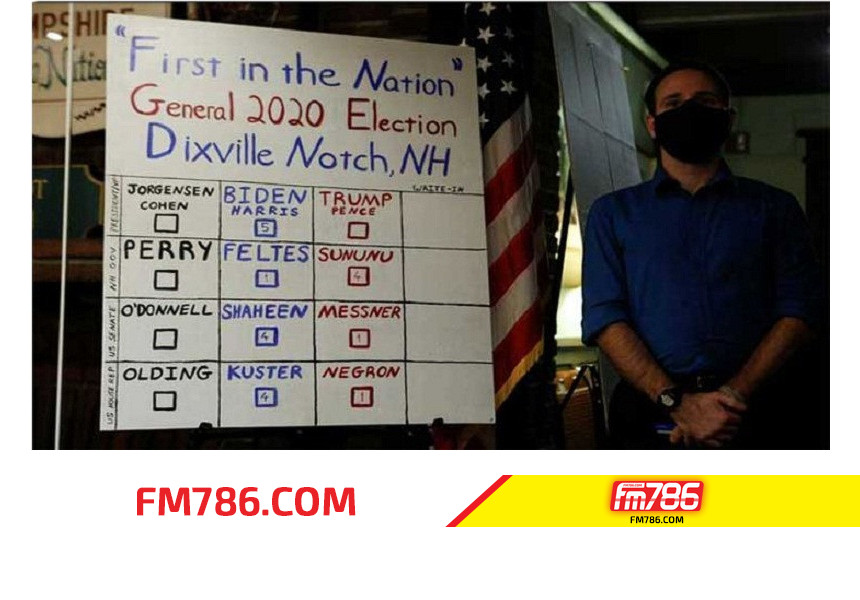 "First in the Nation"
General 2020 Election
Dixville Notch, NH
WRITE-IN
JORGENSEN BIDEN TRUMP
COHEN HARRIS PENCE
5
PERRY FELTES SUNUNU
NH GOV
1 4
O'DONNELL SHAHEEN MESSNER
US SENATE
4 1
OLDING KUSTER NEGRON
US HOUSE REP
4 1
FM786.COM
fm786
FM786.COM